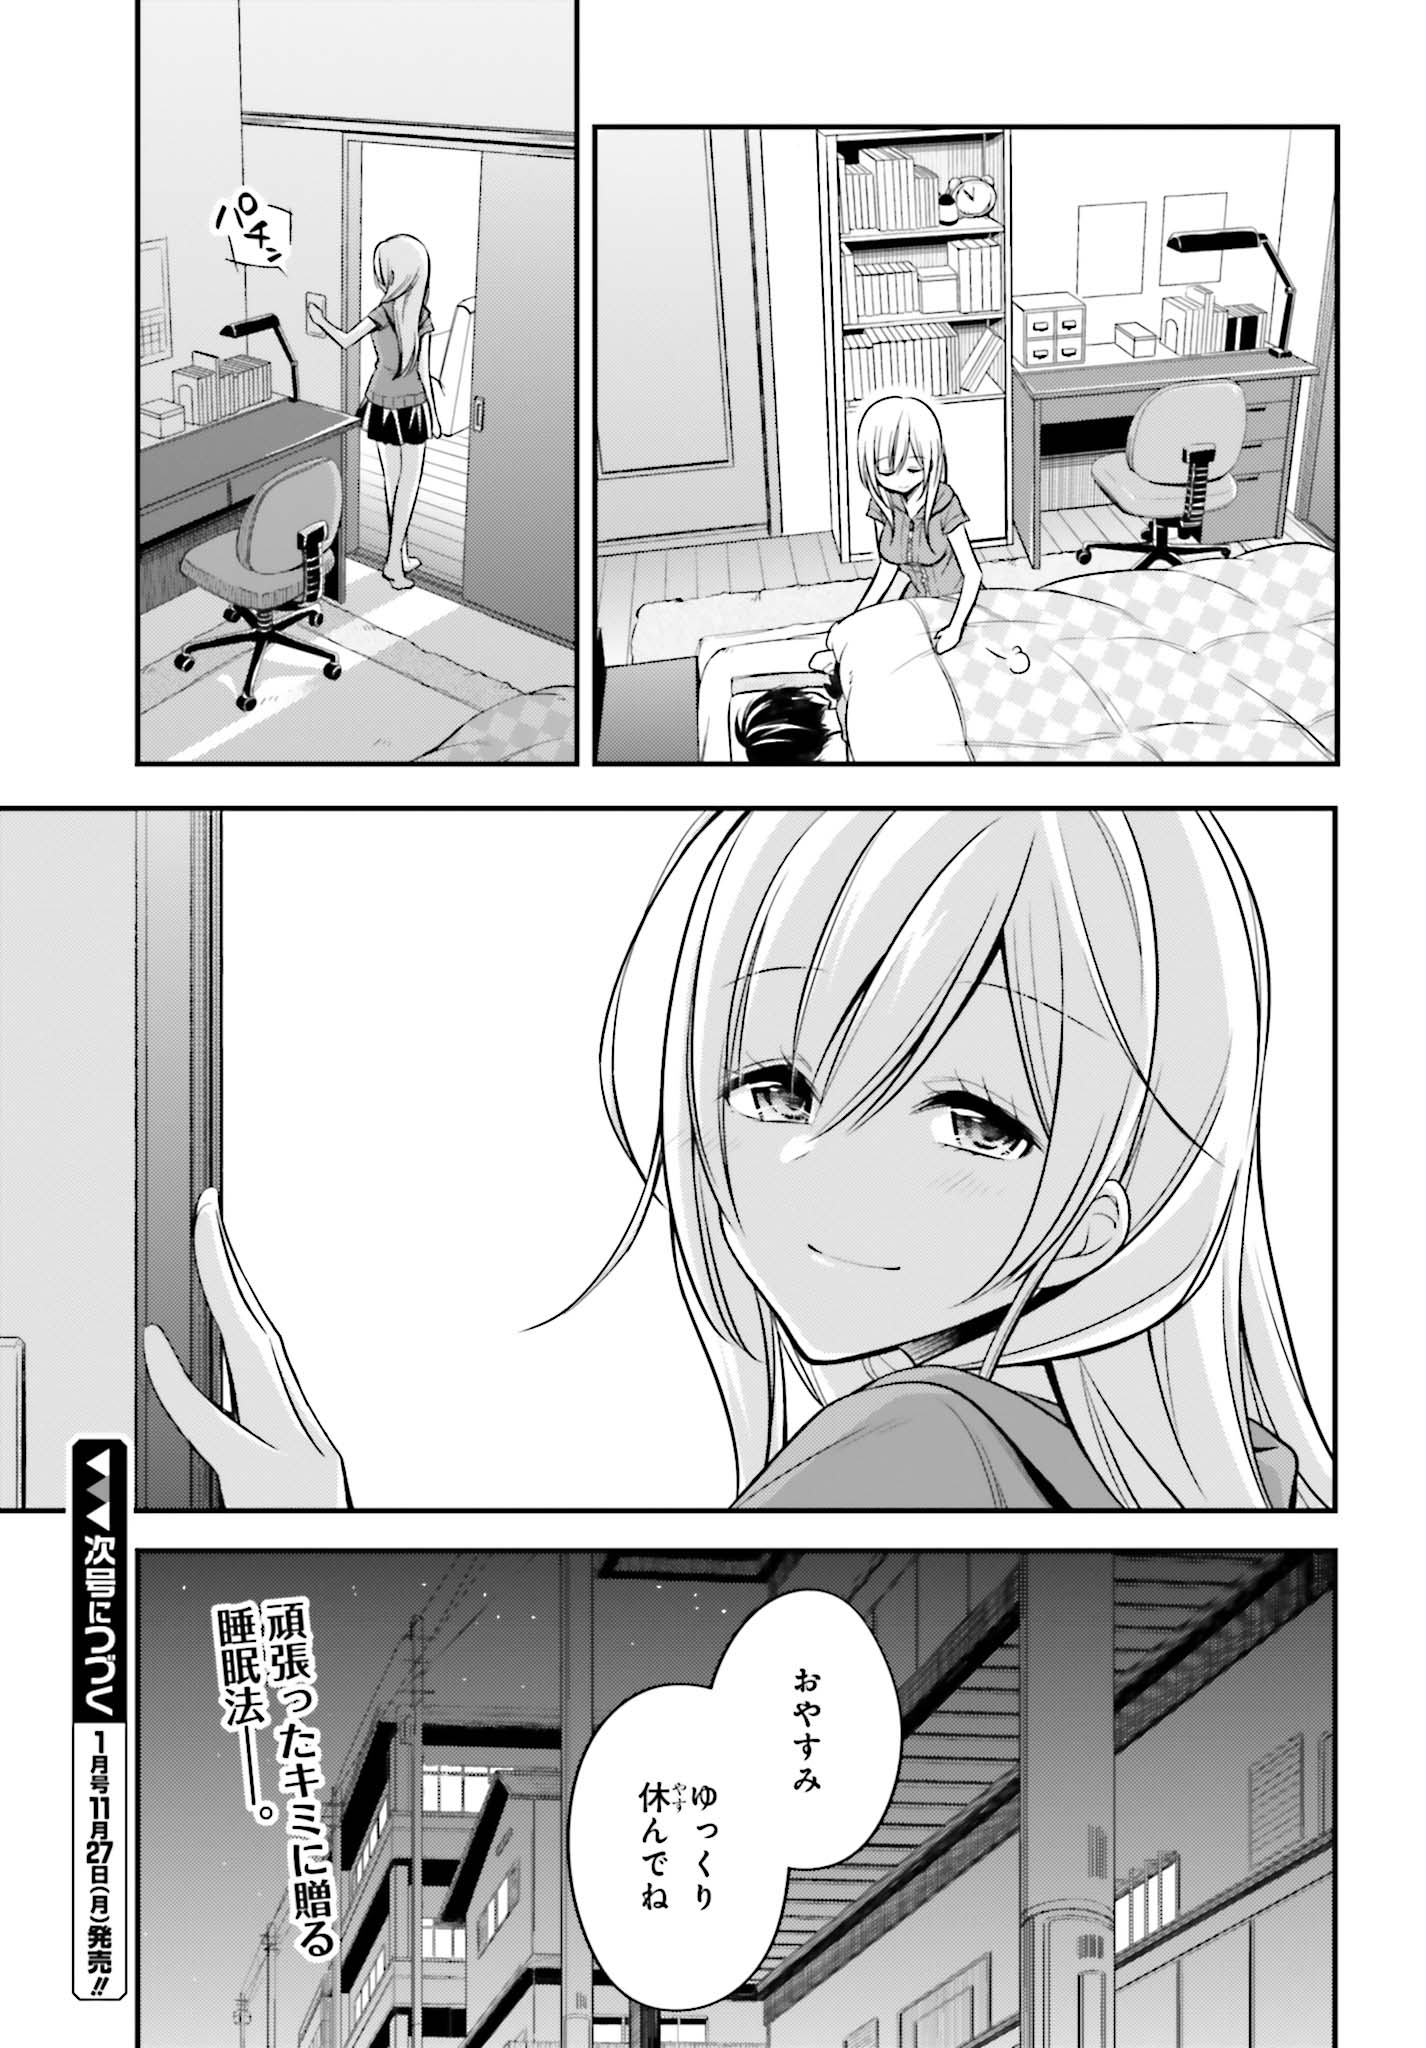 パチン
おやすみ
ゆっくり
休んでね
やす
頑張ったキミに贈る
睡眠法――。
次号につづく
1月号11月27日(月)発売!!